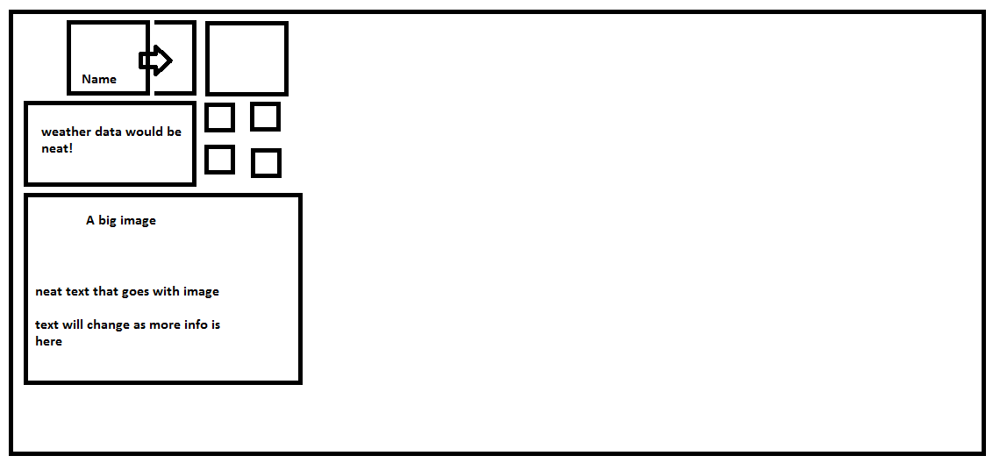 Name
weather data would be
neat!
A big image
neat text that goes with image
text will change as more info is
here